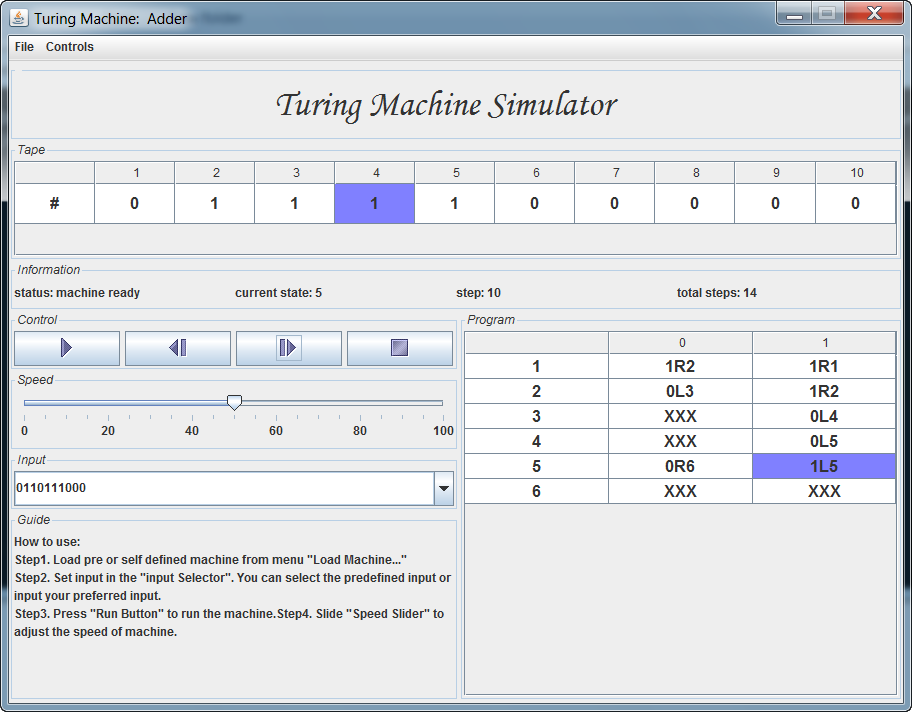 Turing Machine: Adder
File Controls
Turing Machine Simulator
Tape
1 2 3 4 5 6 7 8 9 10
# 0 1 1 1 1 0 0 0 0 0
Information
status: machine ready current state: 5 step: 10 total steps: 14
Control
Speed
0 20 40 60 80 100
Input
0110111000
Guide
How to use:
Step1. Load pre or self defined machine from menu "Load Machine..."
Step2. Set input in the "input Selector". You can select the predefined input or
input your preferred input.
Step3. Press "Run Button" to run the machine.Step4. Slide "Speed Slider" to
adjust the speed of machine.
Program
0 1
1 1R2 1R1
2 0L3 1R2
3 XXX 0L4
4 XXX 0L5
5 0R6 1L5
6 XXX XXX